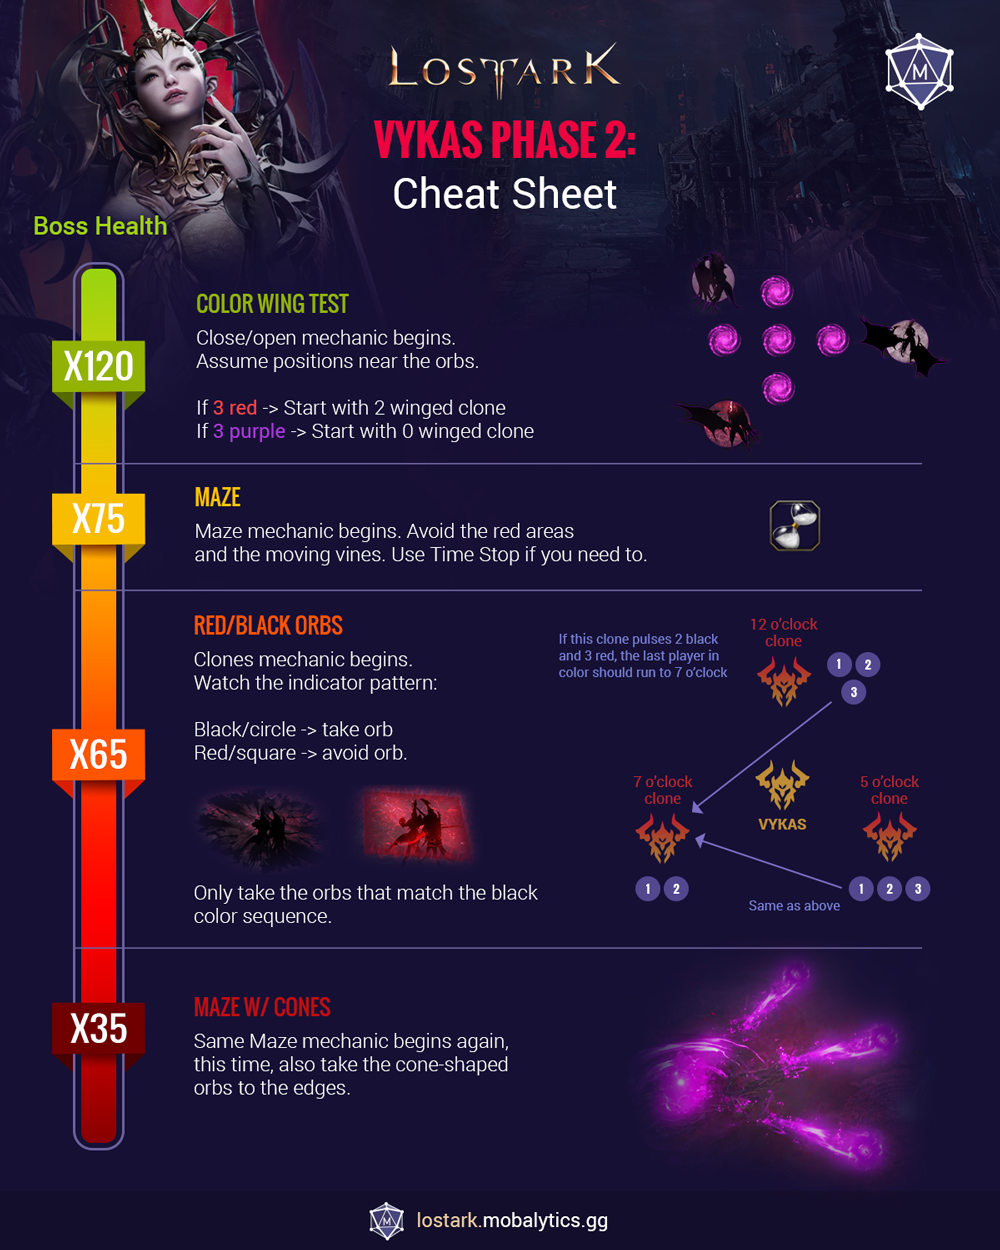 LOST ARK
M
VYKAS PHASE 2:
Cheat Sheet
Boss Health
X120
COLOR WING TEST
Close/open mechanic begins.
Assume positions near the orbs.
If 3 red -> Start with 2 winged clone
If 3 purple -> Start with 0 winged clone
X75
MAZE
Maze mechanic begins. Avoid the red areas
and the moving vines. Use Time Stop if you need to.
X65
RED/BLACK ORBS
Clones mechanic begins.
Watch the indicator pattern:
Black/circle -> take orb
Red/square -> avoid orb.
Only take the orbs that match the black
color sequence.
If this clone pulses 2 black
and 3 red, the last player in
color should run to 7 o'clock
12 o'clock
clone
1 2
3
7 o'clock
clone
VYKAS
5 o'clock
clone
1 2
1 2 3
Same as above
X35
MAZE W/ CONES
Same Maze mechanic begins again,
this time, also take the cone-shaped
orbs to the edges.
M
lostark.mobalytics.gg